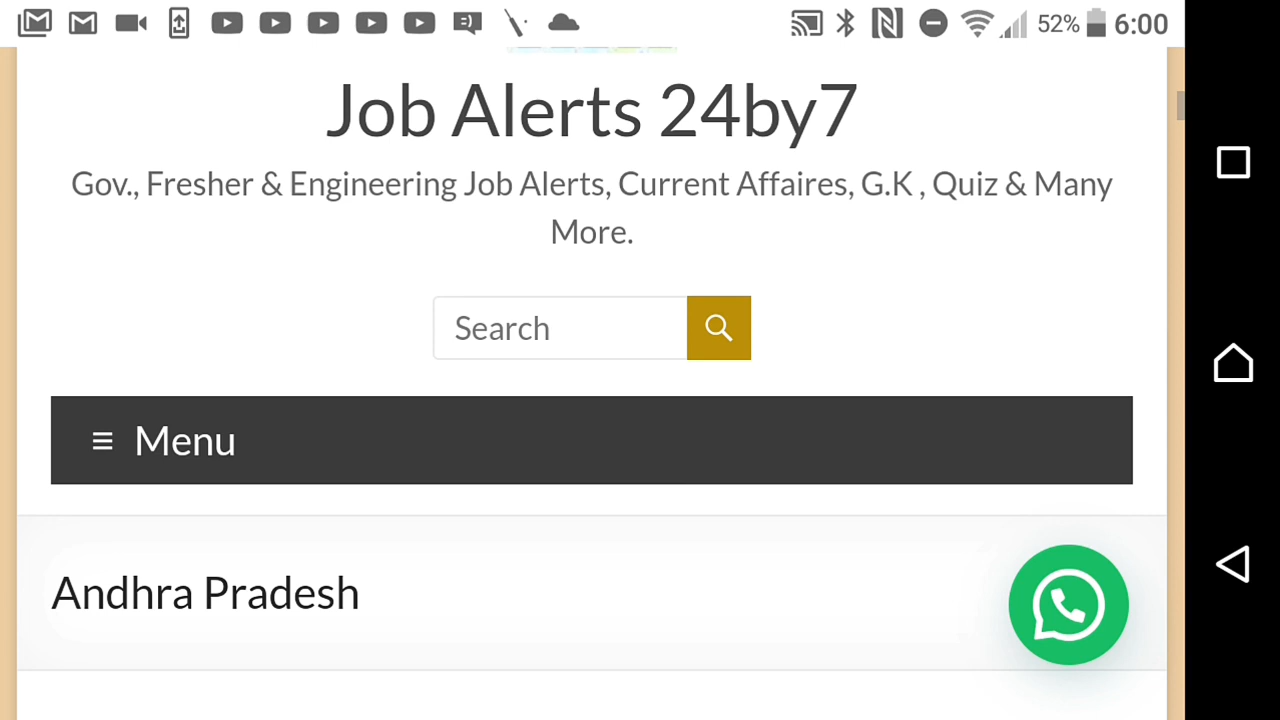 52% 6:00
Job Alerts 24by7
Gov., Fresher & Engineering Job Alerts, Current Affaires, G.K , Quiz & Many
More.
Search
Menu
Andhra Pradesh